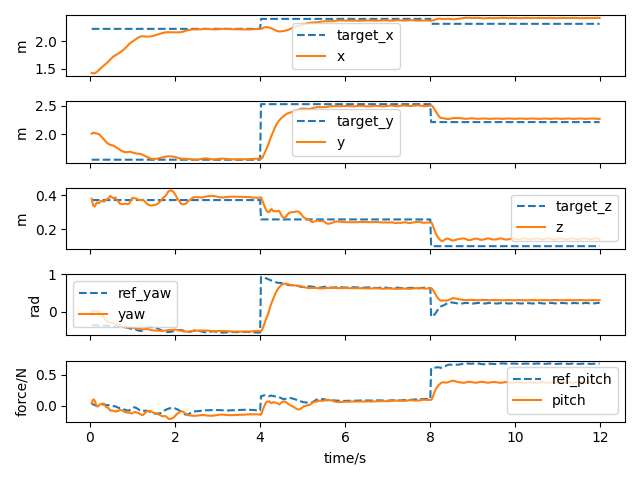 2.0
1.5
m
target_x
x
2.5
2.0
m
target_y
y
0.4
0.2
m
target_z
z
1
0
rad
ref_yaw
yaw
0.5
0.0
force/N
ref_pitch
pitch
0 2 4 6 8 10 12
time/s